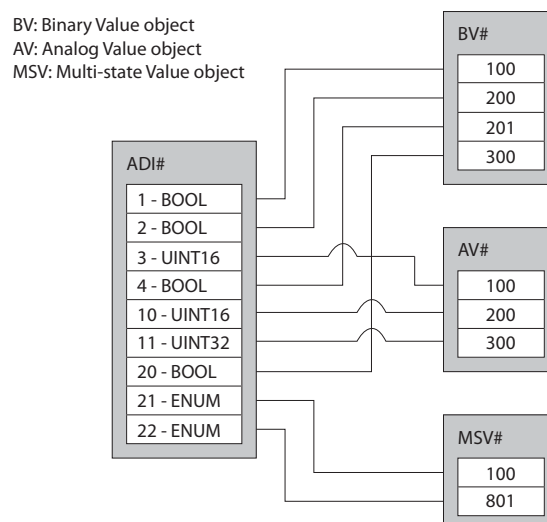 BV: Binary Value object
AV: Analog Value object
MSV: Multi-state Value object
ADI#
1 - BOOL
2 - BOOL
3 - UINT16
4 - BOOL
10 - UINT16
11 - UINT32
20 - BOOL
21 - ENUM
22 - ENUM
BV#
100
200
201
300
AV#
100
200
300
MSV#
100
801